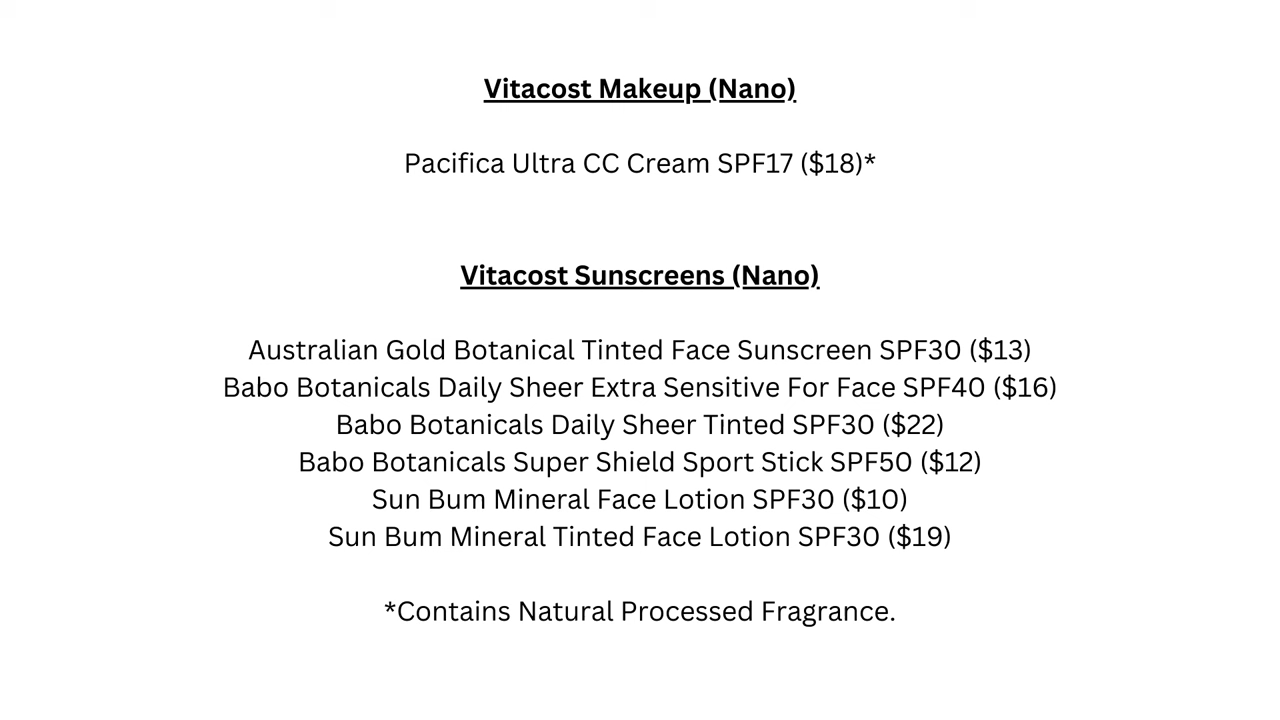 Vitacost Makeup (Nano)
Pacifica Ultra CC Cream SPF17 ($18)*
Vitacost Sunscreens (Nano)
Australian Gold Botanical Tinted Face Sunscreen SPF30 ($13)
Babo Botanicals Daily Sheer Extra Sensitive For Face SPF40 ($16)
Babo Botanicals Daily Sheer Tinted SPF30 ($22)
Babo Botanicals Super Shield Sport Stick SPF50 ($12)
Sun Bum Mineral Face Lotion SPF30 ($10)
Sun Bum Mineral Tinted Face Lotion SPF30 ($19)
*Contains Natural Processed Fragrance.